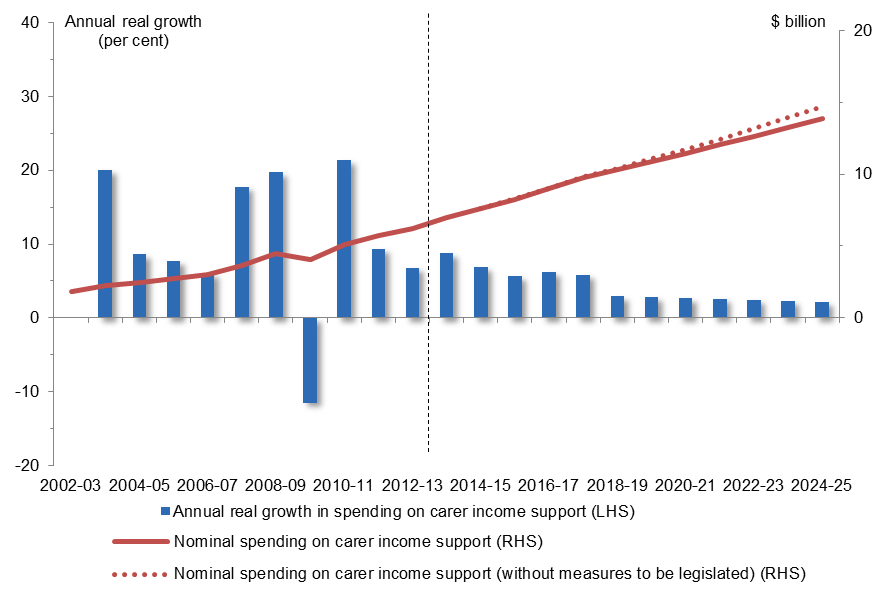 Annual real growth
(per cent)
$ billion
40
30
20
10
0
-10
-20
20
10
0
2002-03 2004-05 2006-07 2008-09 2010-11 2012-13 2014-15 2016-17 2018-19 2020-21 2022-23 2024-25
Annual real growth in spending on carer income support (LHS)
Nominal spending on carer income support (RHS)
Nominal spending on carer income support (without measures to be legislated) (RHS)